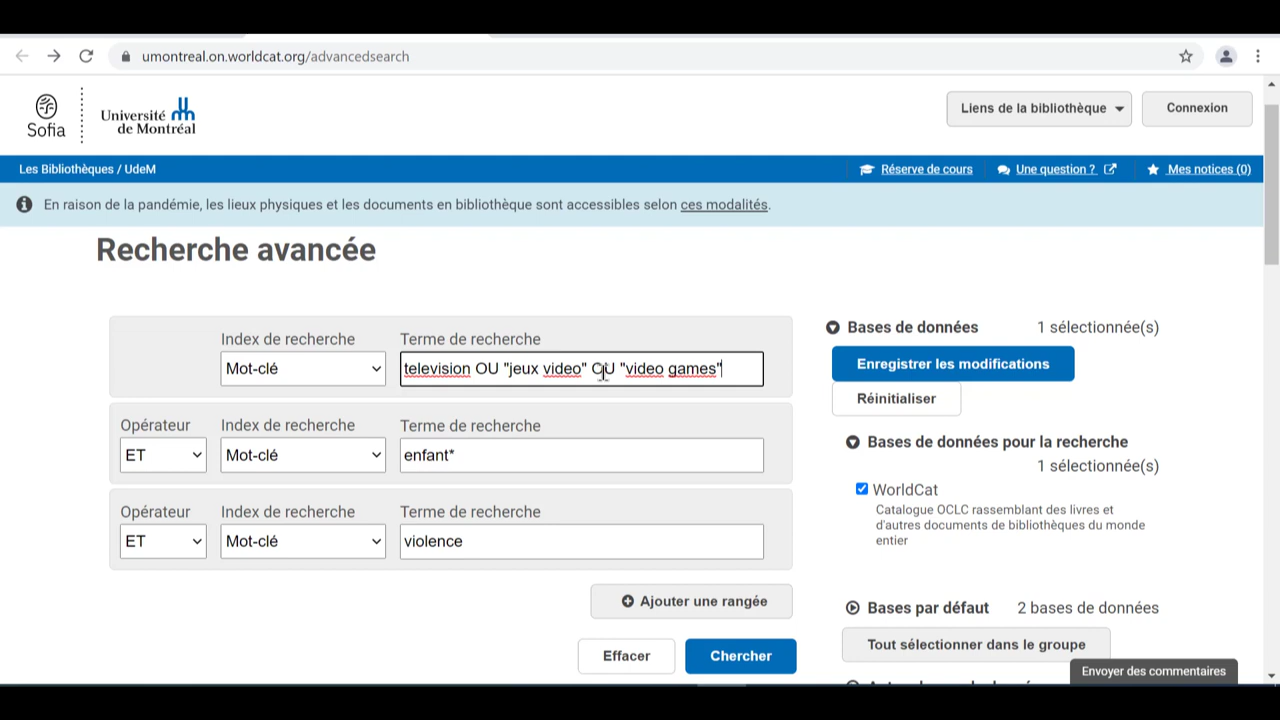 umontreal.on.worldcat.org/advancedsearch
Sofia
Université
de Montréal
Liens de la bibliothèque
Connexion
Les Bibliothèques / UdeM
Réserve de cours
Une question ?
Mes notices (0)
En raison de la pandémie, les lieux physiques et les documents en bibliothèque sont accessibles selon ces modalités.
Recherche avancée
Index de recherche
Terme de recherche
Mot-clé
television OU "jeux video" OU "video games"
Opérateur
Index de recherche
Terme de recherche
ET
Mot-clé
enfant*
Opérateur
Index de recherche
Terme de recherche
ET
Mot-clé
violence
Ajouter une rangée
Effacer
Chercher
Bases de données
1 sélectionnée(s)
Enregistrer les modifications
Réinitialiser
Bases de données pour la recherche
1 sélectionnée(s)
WorldCat
Catalogue OCLC rassemblant des livres et
d'autres documents de bibliothèques du monde
entier
Bases par défaut
2 bases de données
Tout sélectionner dans le groupe
Envoyer des commentaires